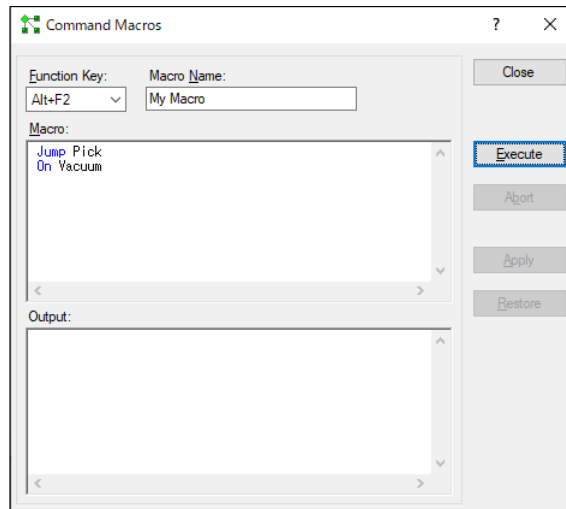 Command Macros
?
Function Key:
Macro Name:
Close
Alt+F2
My Macro
Macro:
Jump Pick
On Vacuum
Execute
Abort
Apply
Restore
Output: